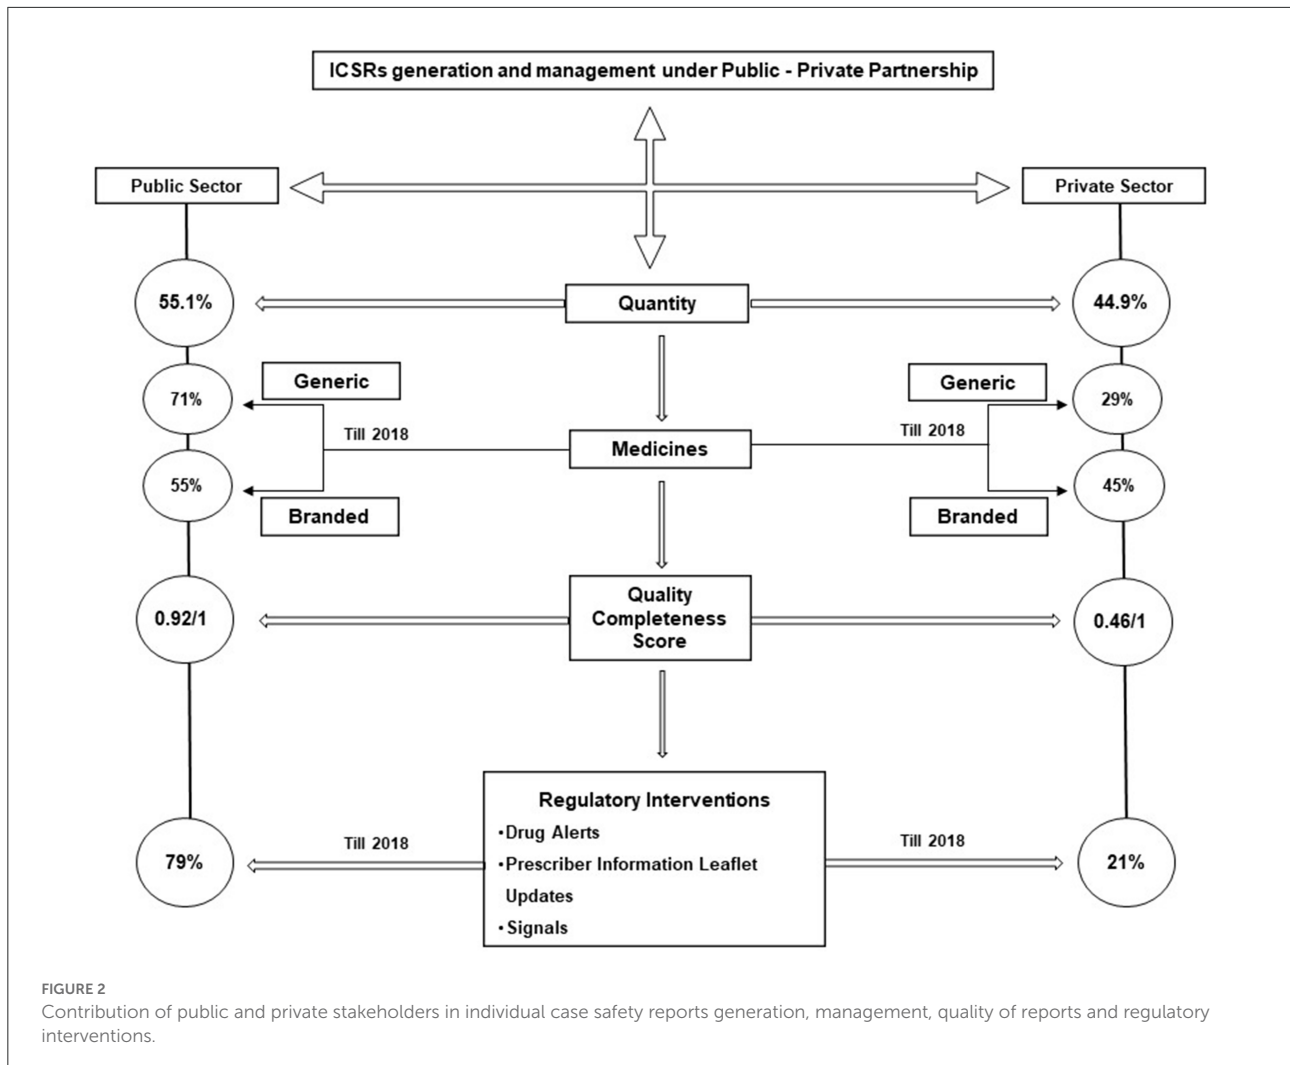 ICSRs generation and management under Public - Private Partnership
Public Sector
Private Sector
55.1%
Quantity
44.9%
Generic
Generic
71%
29%
Till 2018
Till 2018
Medicines
55%
45%
Branded
Branded
0.92/1
Quality
Completeness
Score
0.46/1
Regulatory Interventions
•Drug Alerts
•Prescriber Information Leaflet
Updates
•Signals
Till 2018
Till 2018
79%
21%
FIGURE 2
Contribution of public and private stakeholders in individual case safety reports generation, management, quality of reports and regulatory
interventions.